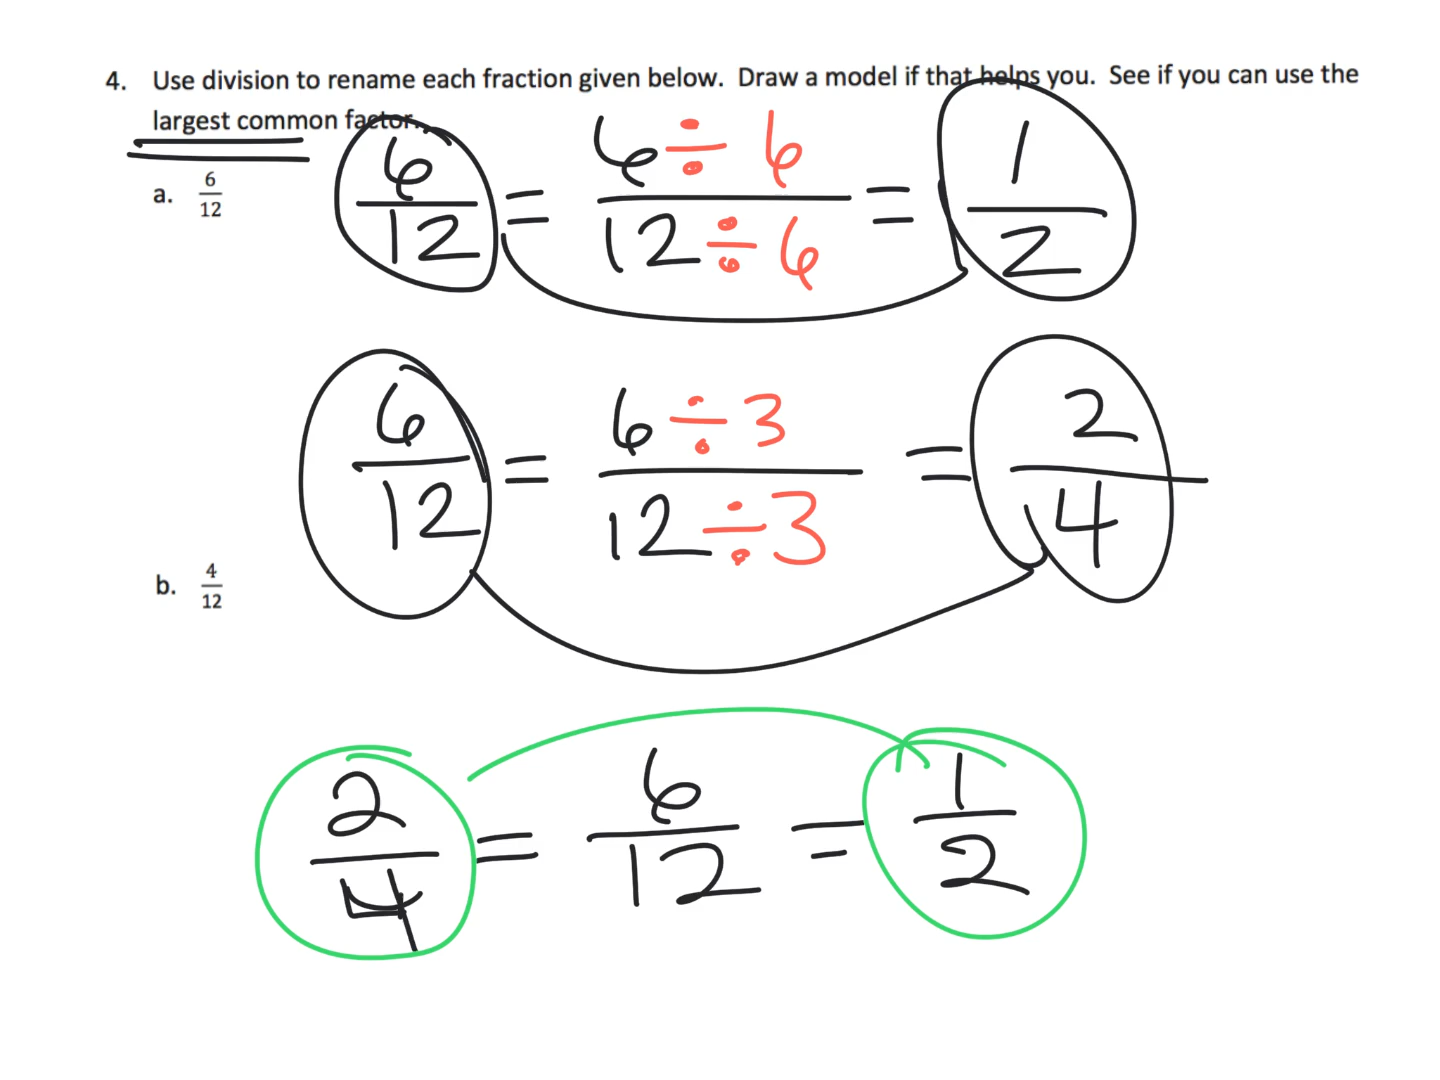 4. Use division to rename each fraction given below. Draw a model if that helps you. See if you can use the
largest common factor.
a. 6/12
6/12 = 6÷6/12÷6 = 1/2
6/12 = 6÷3/12÷3 = 2/4
b. 4/12
2/4 = 6/12 = 1/2